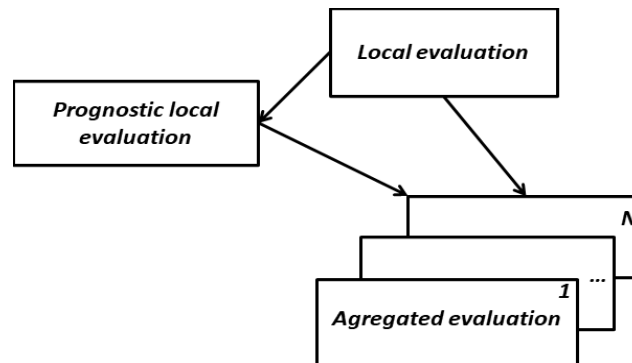 Local evaluation
Prognostic local
evaluation
N
...
1
Agregated evaluation